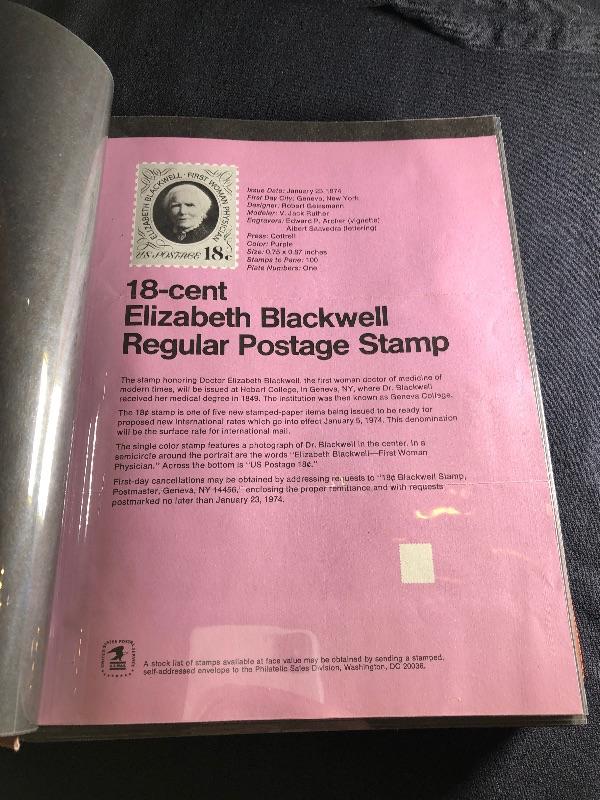 ELIZABETH BLACKWELL · FIRST WOMAN PHYSICIAN
US POSTAGE 18c
Issue Date: January 23 1974
First Day City: Geneva, New York
Designer: Robert Geissmann
Modeler: V. Jack Ruther
Engravers: Edward P. Archer (vignette)
Albert Saavedra (lettering)
Press: Cottrell
Color: Purple
Size: 0.75 x 0.87 inches
Stamps to Pane: 100
Plate Numbers: One
18-cent
Elizabeth Blackwell
Regular Postage Stamp
The stamp honoring Doctor Elizabeth Blackwell, the first woman doctor of medicine of
modern times, will be issued at Hobart College, in Geneva, NY, where Dr. Blackwell
received her medical degree in 1849. The institution was then known as Geneva College.
The 18¢ stamp is one of five new stamped-paper items being issued to be ready for
proposed new international rates which go into effect January 5, 1974. This denomination
will be the surface rate for international mail.
The single color stamp features a photograph of Dr. Blackwell in the center. In a
semicircle around the portrait are the words "Elizabeth Blackwell—First Woman
Physician." Across the bottom is "US Postage 18¢."
First-day cancellations may be obtained by addressing requests to "18¢ Blackwell Stamp,
Postmaster, Geneva, NY 14456," enclosing the proper remittance and with requests
postmarked no later than January 23, 1974.
UNITED STATES POSTAL SERVICE
U.S. MAIL
A stock list of stamps available at face value may be obtained by sending a stamped,
self-addressed envelope to the Philatelic Sales Division, Washington, DC 20036.